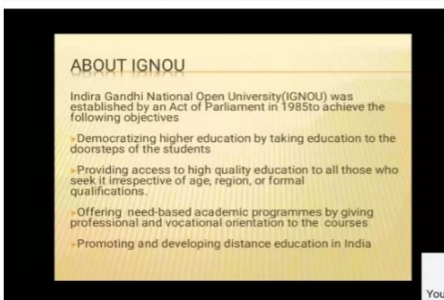 ABOUT IGNOU
Indira Gandhi National Open University(IGNOU) was
established by an Act of Parliament in 1985to achieve the
following objectives
Democratizing higher education by taking education to the
doorsteps of the students
Providing access to high quality education to all those who
seek it irrespective of age, region, or formal
qualifications.
Offering need-based academic programmes by giving
professional and vocational orientation to the courses
Promoting and developing distance education in India
You